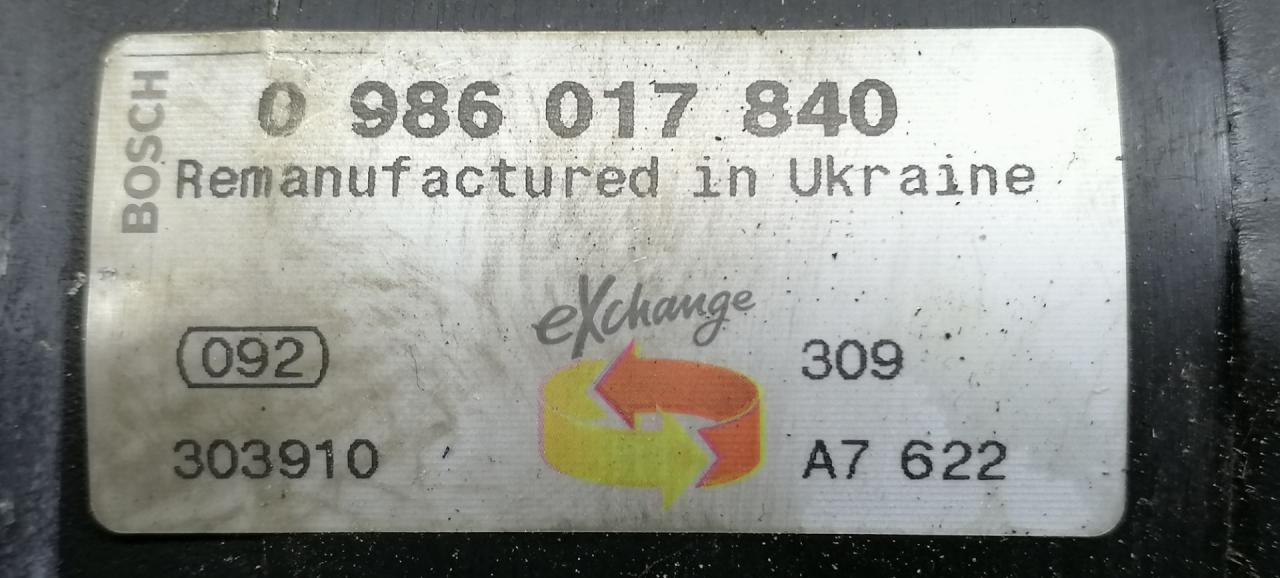 BOSCH
0 986 017 840
Remanufactured in Ukraine
eXchange
092
309
303910
A7 622